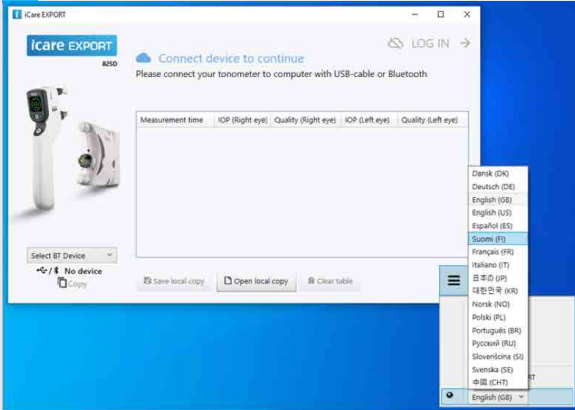 iCare EXPORT
icare EXPORT
825D
LOG IN
Connect device to continue
Please connect your tonometer to computer with USB-cable or Bluetooth
Measurement time IOP (Right eye) Quality (Right eye) IOP (Left eye) Quality (Left eye)
Select BT Device
No device
Copy
Save local copy
Open local copy
Clear table
Dansk (DK)
Deutsch (DE)
English (GB)
English (US)
Español (ES)
Suomi (FI)
Français (FR)
Italiano (IT)
日本の (JP)
대한민국 (KR)
Norsk (NO)
Polski (PL)
Português (BR)
Русский (RU)
Slovenščina (SI)
Svenska (SE)
中國 (CHT)
RT
English (GB)